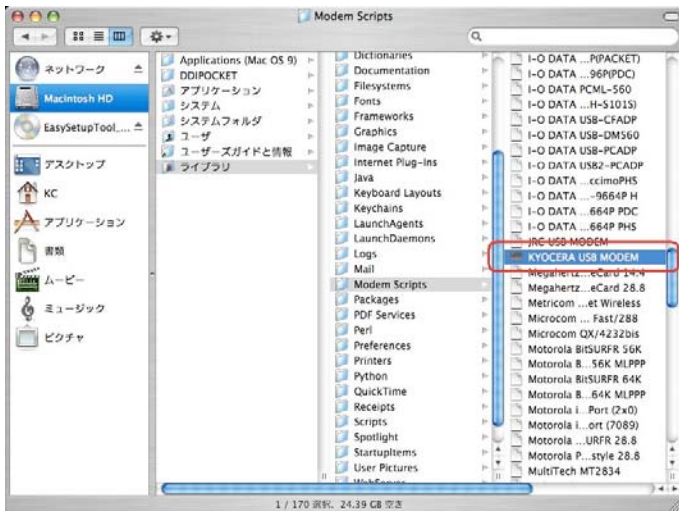 Modem Scripts
ネットワーク
Macintosh HD
EasySetupTool_...
デスクトップ
KC
アプリケーション
書類
ムービー
ミュージック
ピクチャ
Applications (Mac OS 9)
DDIPOCKET
アプリケーション
システム
システムフォルダ
ユーザ
ユーザーズガイドと情報
ライブラリ
Dictionaries
Documentation
Filesystems
Fonts
Frameworks
Graphics
Image Capture
Internet Plug-Ins
Java
Keyboard Layouts
Keychains
LaunchAgents
LaunchDaemons
Logs
Mail
Modem Scripts
Packages
PDF Services
Perl
Preferences
Printers
Python
QuickTime
Receipts
Scripts
Spotlight
StartupItems
User Pictures
WebServer
I-O DATA ...P(PACKET)
I-O DATA ...96P(PDC)
I-O DATA PCML-560
I-O DATA ...H-S101S)
I-O DATA USB-CFADP
I-O DATA USB-DM560
I-O DATA USB-PCADP
I-O DATA USB2-PCADP
I-O DATA ...ccimoPHS
I-O DATA ...-9664P H
I-O DATA ...664P PDC
I-O DATA ...664P PHS
JRC USB MODEM
KYOCERA USB MODEM
Megahertz...eCard 14.4
Megahertz...eCard 28.8
Metricom ...et Wireless
Microcom ... Fast/288
Microcom QX/4232bis
Motorola BitSURFR 56K
Motorola B...56K MLPPP
Motorola BitSURFR 64K
Motorola B...64K MLPPP
Motorola i...Port (2x0)
Motorola i...ort (7089)
Motorola ...URFR 28.8
Motorola P...style 28.8
MultiTech MT2834
1 / 170 選択、24.39 GB 空き